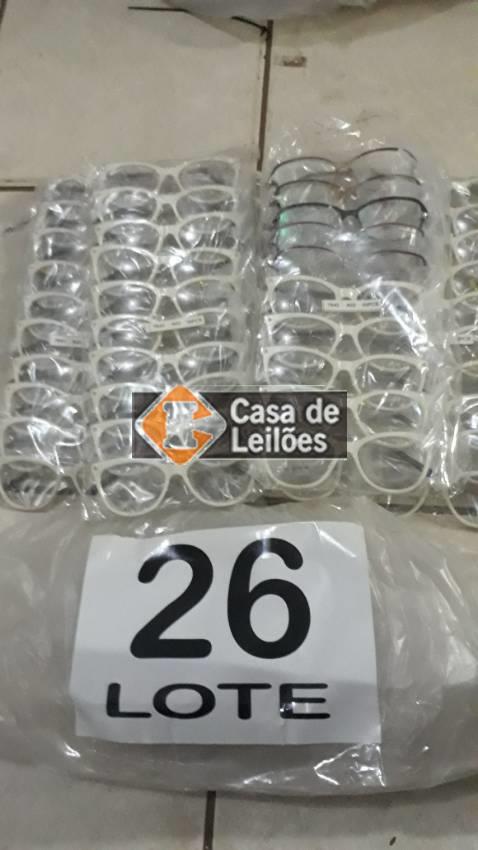 Casa de
Leilões
26
LOTE